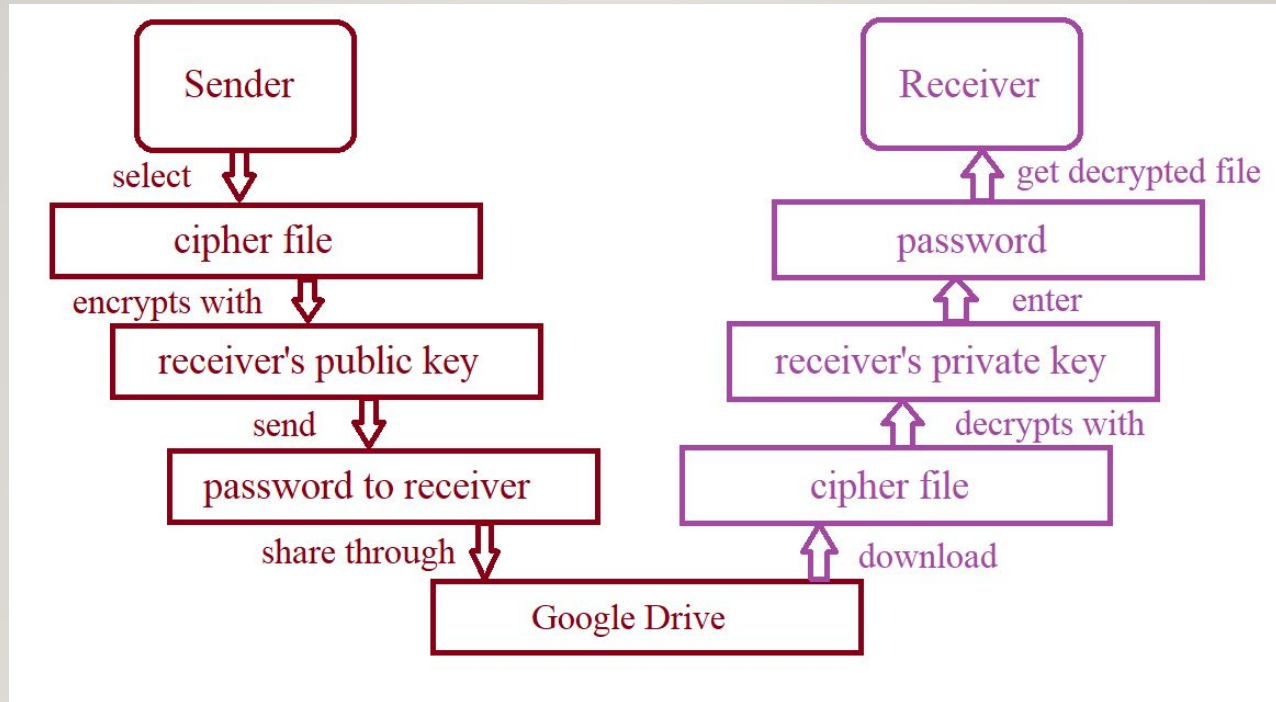 Sender
select
cipher file
encrypts with
receiver's public key
send
password to receiver
share through
Google Drive
download
cipher file
decrypts with
receiver's private key
enter
password
get decrypted file
Receiver